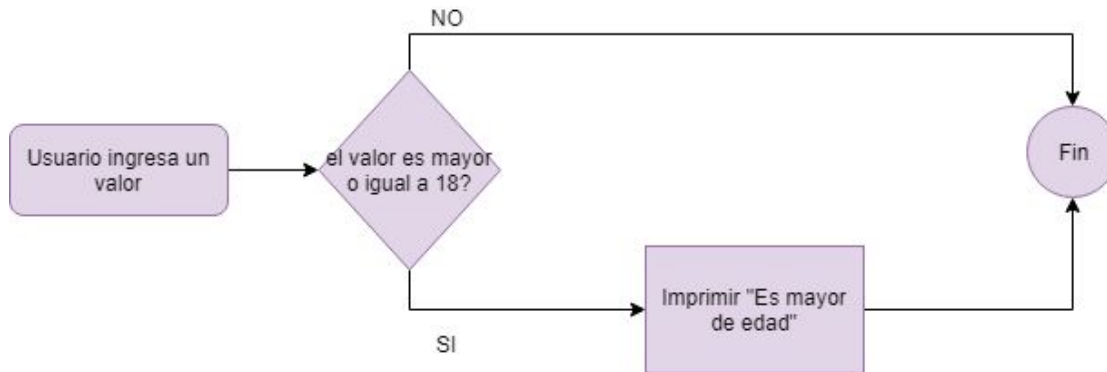 NO
Usuario ingresa un
valor
el valor es mayor
o igual a 18?
Fin
Imprimir "Es mayor
de edad"
SI